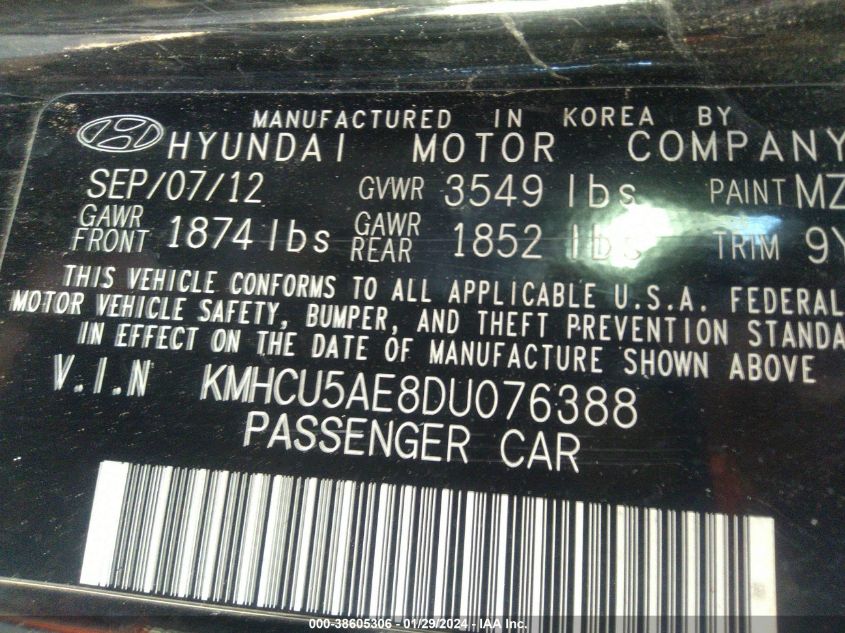 MANUFACTURED IN KOREA BY
HYUNDAI MOTOR COMPANY
SEP/07/12 GVWR 3549 lbs PAINT MZ
GAWR FRONT 1874 lbs GAWR REAR 1852 lbs TRIM 9Y
THIS VEHICLE CONFORMS TO ALL APPLICABLE U.S.A. FEDERAL
MOTOR VEHICLE SAFETY, BUMPER, AND THEFT PREVENTION STANDA
IN EFFECT ON THE DATE OF MANUFACTURE SHOWN ABOVE
V.I.N KMHCU5AE8DU076388
PASSENGER CAR
000-38605306 - 01/29/2024 - IAA Inc.